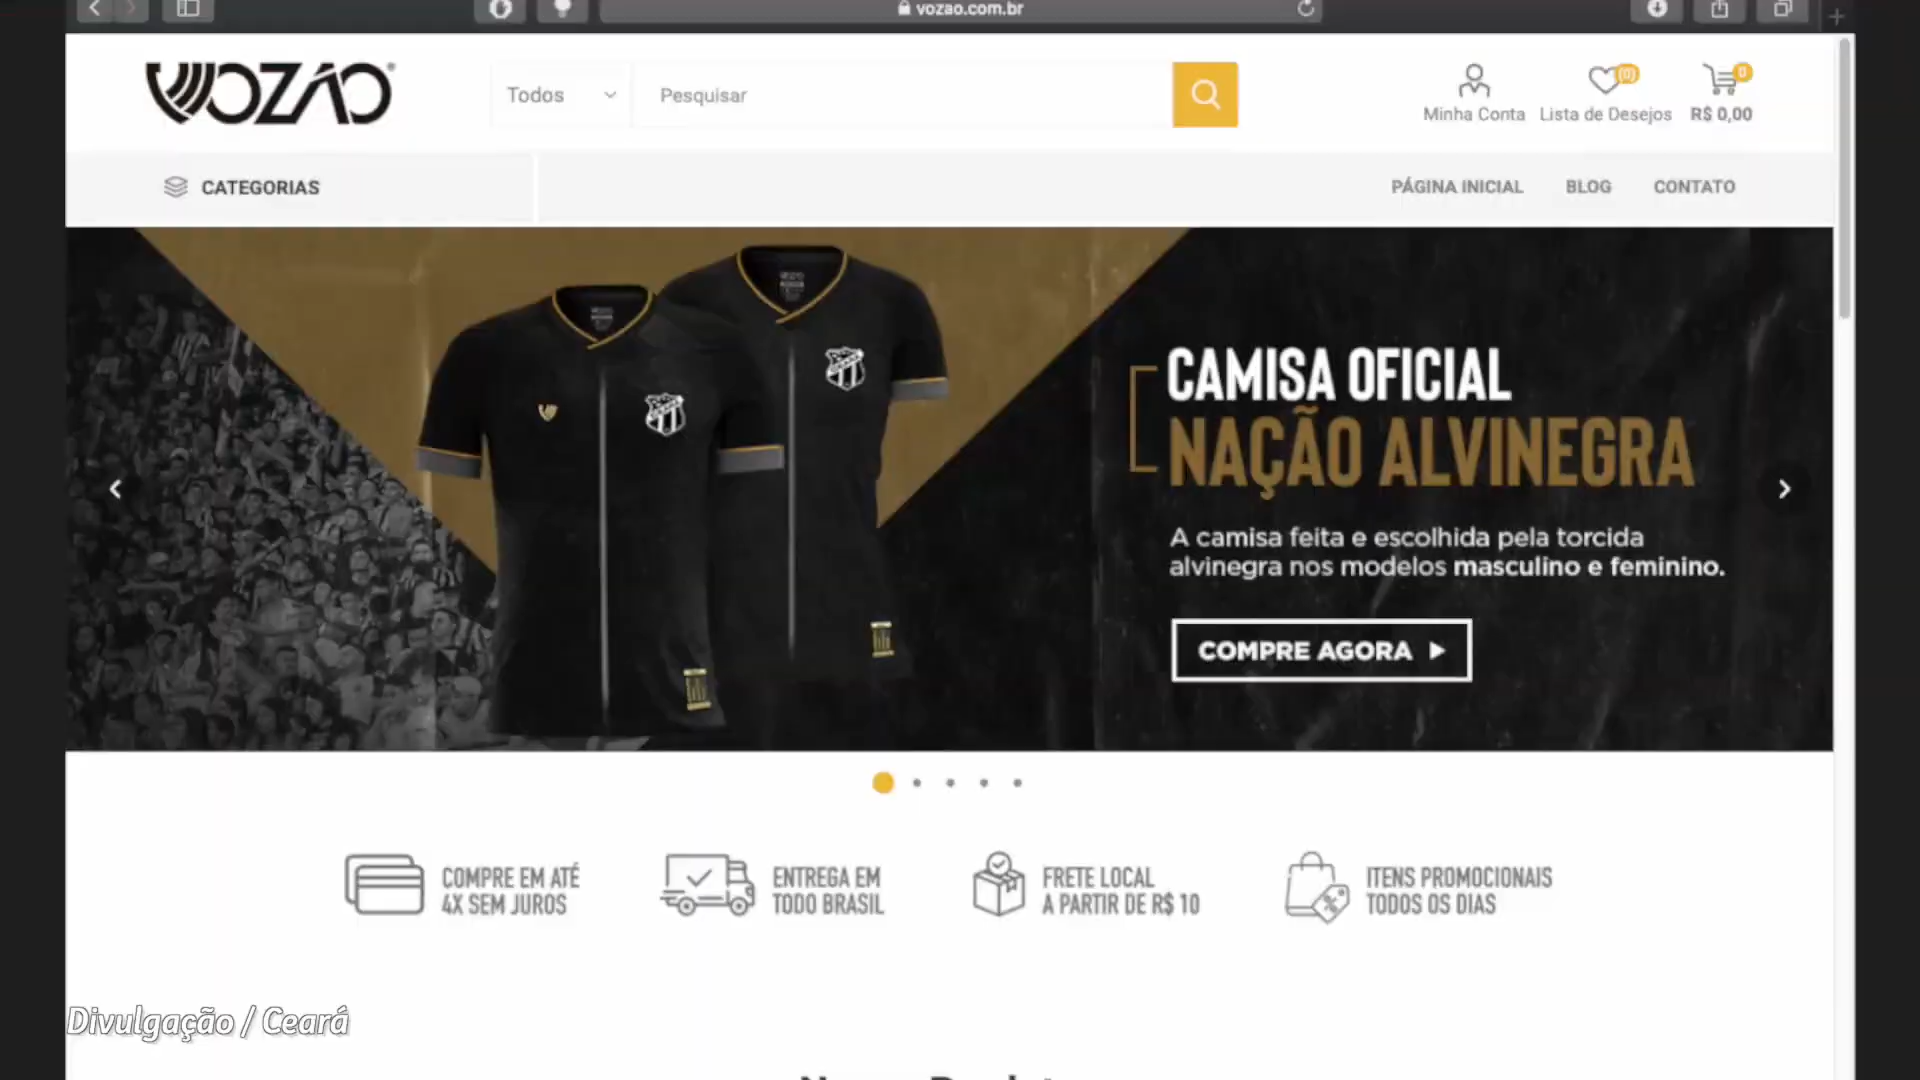 vozao.com.br
VOZÃO
Todos
Pesquisar
(0)
0
Minha Conta
Lista de Desejos
R$ 0,00
CATEGORIAS
PÁGINA INICIAL
BLOG
CONTATO
CAMISA OFICIAL
NAÇÃO ALVINEGRA
A camisa feita e escolhida pela torcida
alvinegra nos modelos masculino e feminino.
COMPRE AGORA
COMPRE EM ATÉ
4X SEM JUROS
ENTREGA EM
TODO BRASIL
FRETE LOCAL
A PARTIR DE R$ 10
ITENS PROMOCIONAIS
TODOS OS DIAS
Divulgação / Ceará